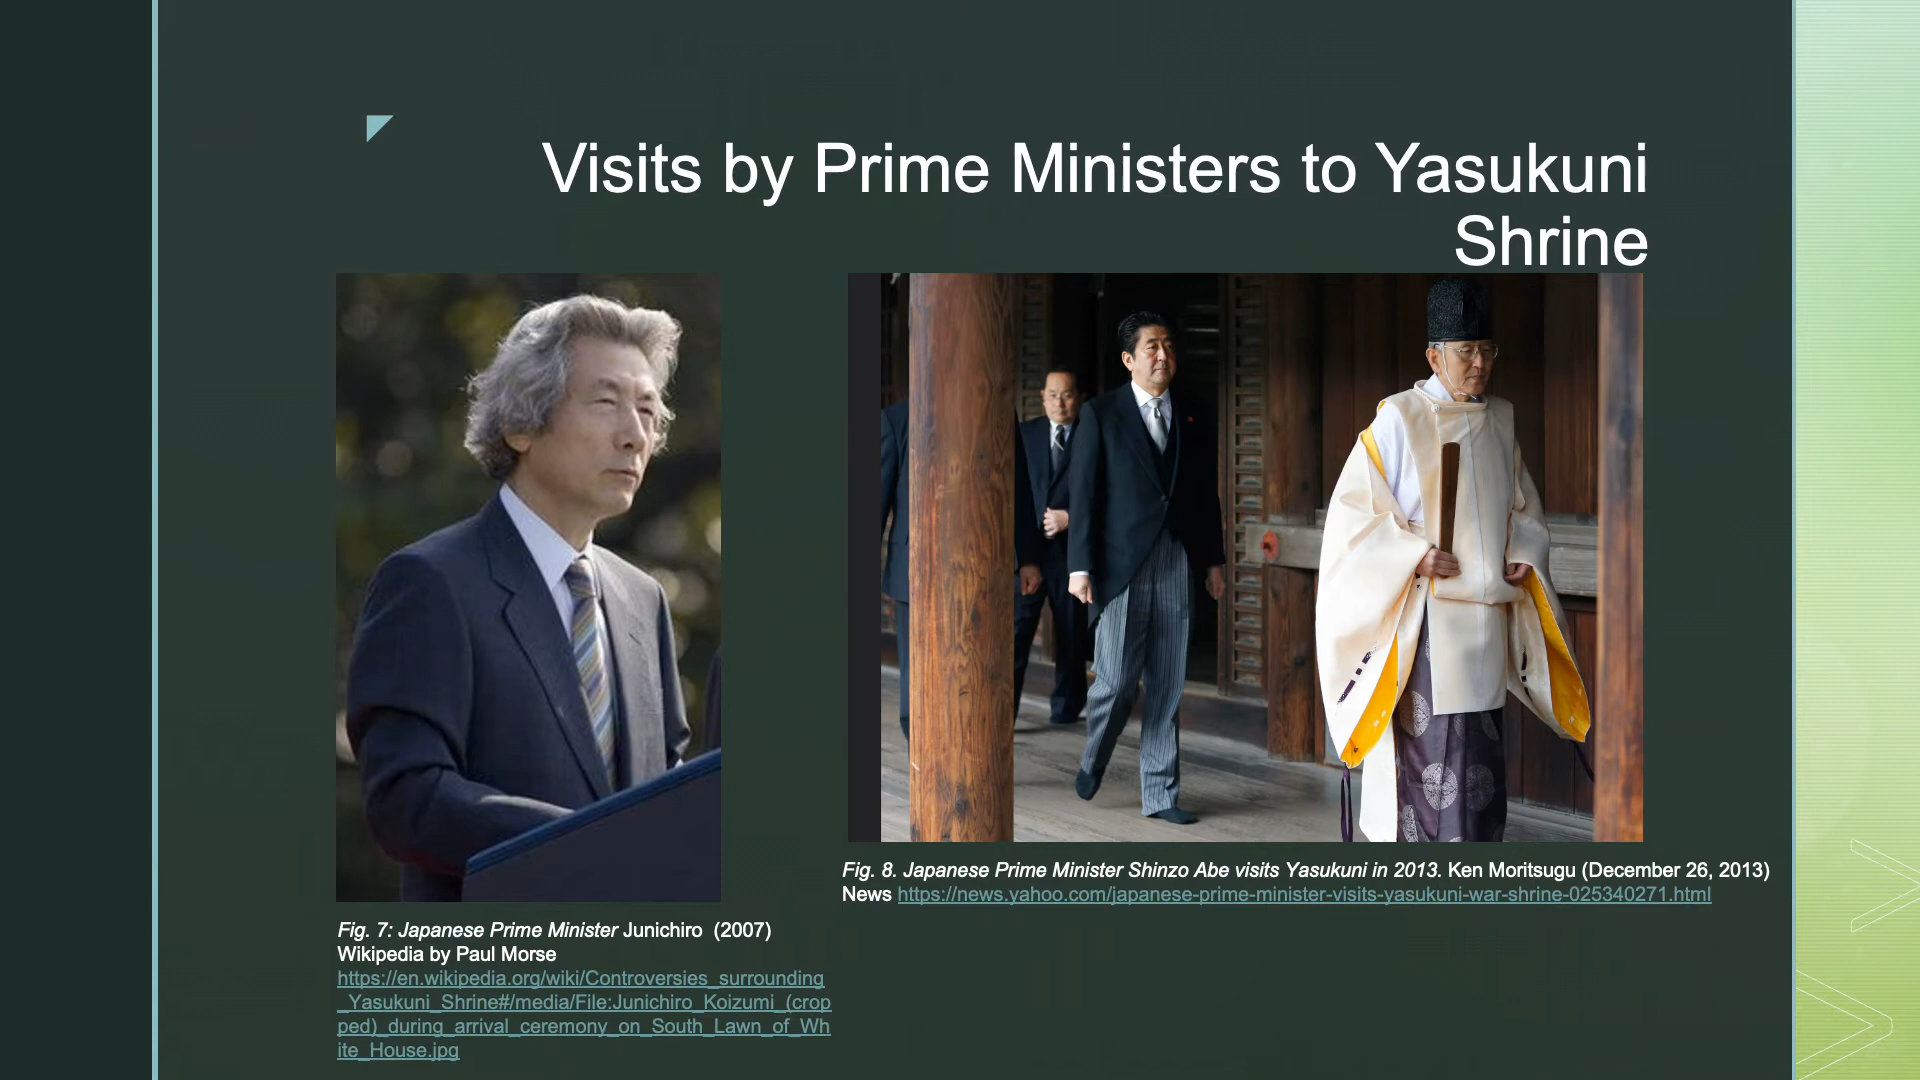 Visits by Prime Ministers to Yasukuni
Shrine
Fig. 8. Japanese Prime Minister Shinzo Abe visits Yasukuni in 2013. Ken Moritsugu (December 26, 2013)
News https://news.yahoo.com/japanese-prime-minister-visits-yasukuni-war-shrine-025340271.html
Fig. 7: Japanese Prime Minister Junichiro (2007)
Wikipedia by Paul Morse
https://en.wikipedia.org/wiki/Controversies_surrounding
_Yasukuni_Shrine#/media/File:Junichiro_Koizumi_(crop
ped)_during_arrival_ceremony_on_South_Lawn_of_Wh
ite_House.jpg